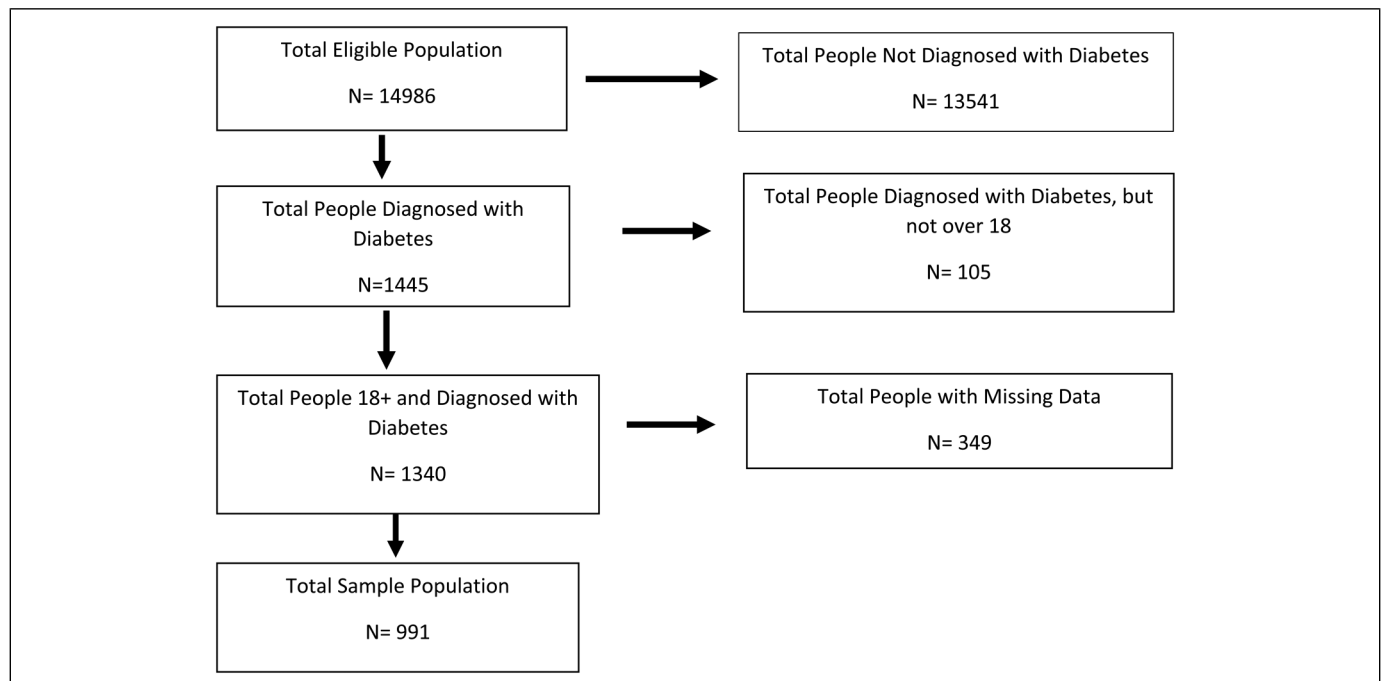 Total Eligible Population
N= 14986
Total People Not Diagnosed with Diabetes
N= 13541
Total People Diagnosed with
Diabetes
N=1445
Total People Diagnosed with Diabetes, but
not over 18
N= 105
Total People 18+ and Diagnosed with
Diabetes
N= 1340
Total People with Missing Data
N= 349
Total Sample Population
N= 991